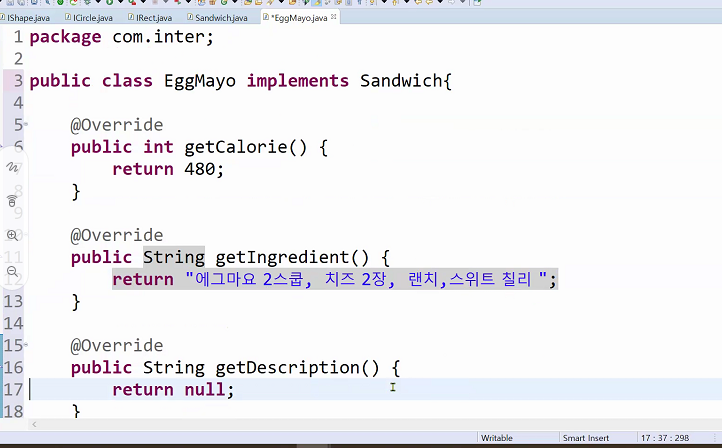 IShape.java ICircle.java IRect.java Sandwich.java *EggMayo.java
1 package com.inter;
2
3 public class EggMayo implements Sandwich{
4
5 @Override
6 public int getCalorie() {
7 return 480;
8 }
9
10 @Override
11 public String getIngredient() {
12 return "에그마요 2스쿱, 치즈 2장, 랜치,스위트 칠리 ";
13 }
14
15 @Override
16 public String getDescription() {
17 return null;
18 }
Writable Smart Insert 17 : 37 : 298